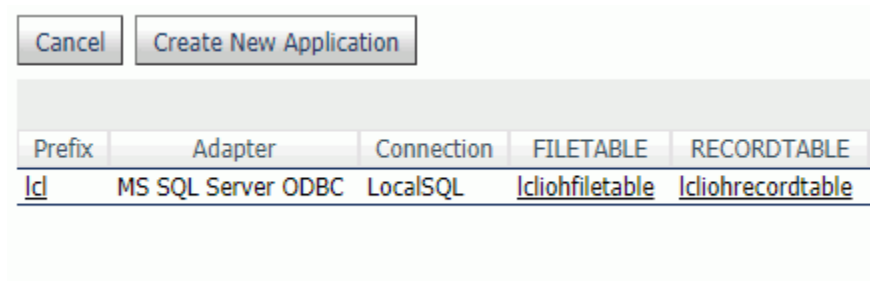 Cancel Create New Application
Prefix Adapter Connection FILETABLE RECORDTABLE
lcl MS SQL Server ODBC LocalSQL lcliohfiletable lcliohrecordtable